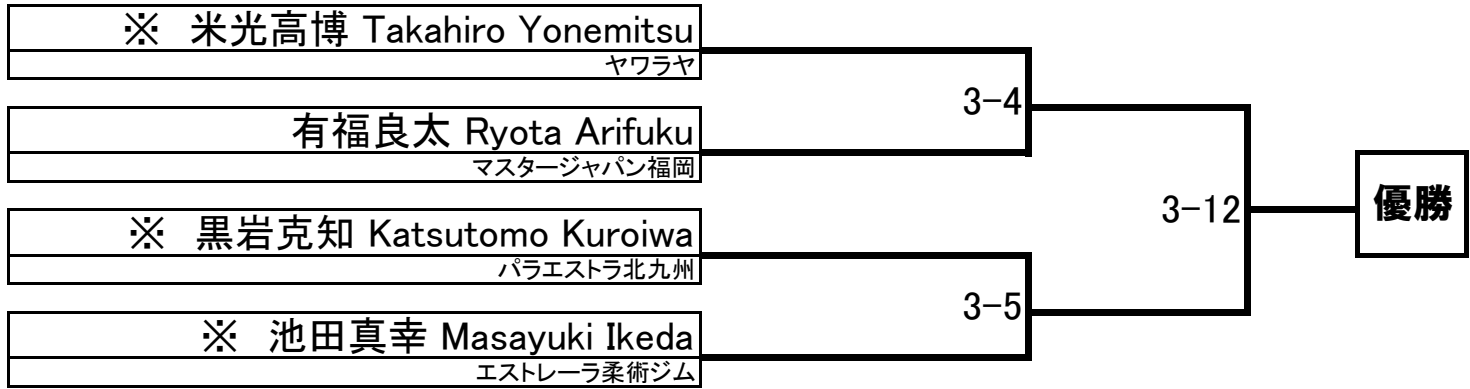 ※ 米光高博 Takahiro Yonemitsu
ヤワラヤ
3-4
有福良太 Ryota Arifuku
マスタージャパン福岡
優勝
3-12
※ 黒岩克知 Katsutomo Kuroiwa
パラエストラ北九州
3-5
※ 池田真幸 Masayuki Ikeda
エストレーラ柔術ジム